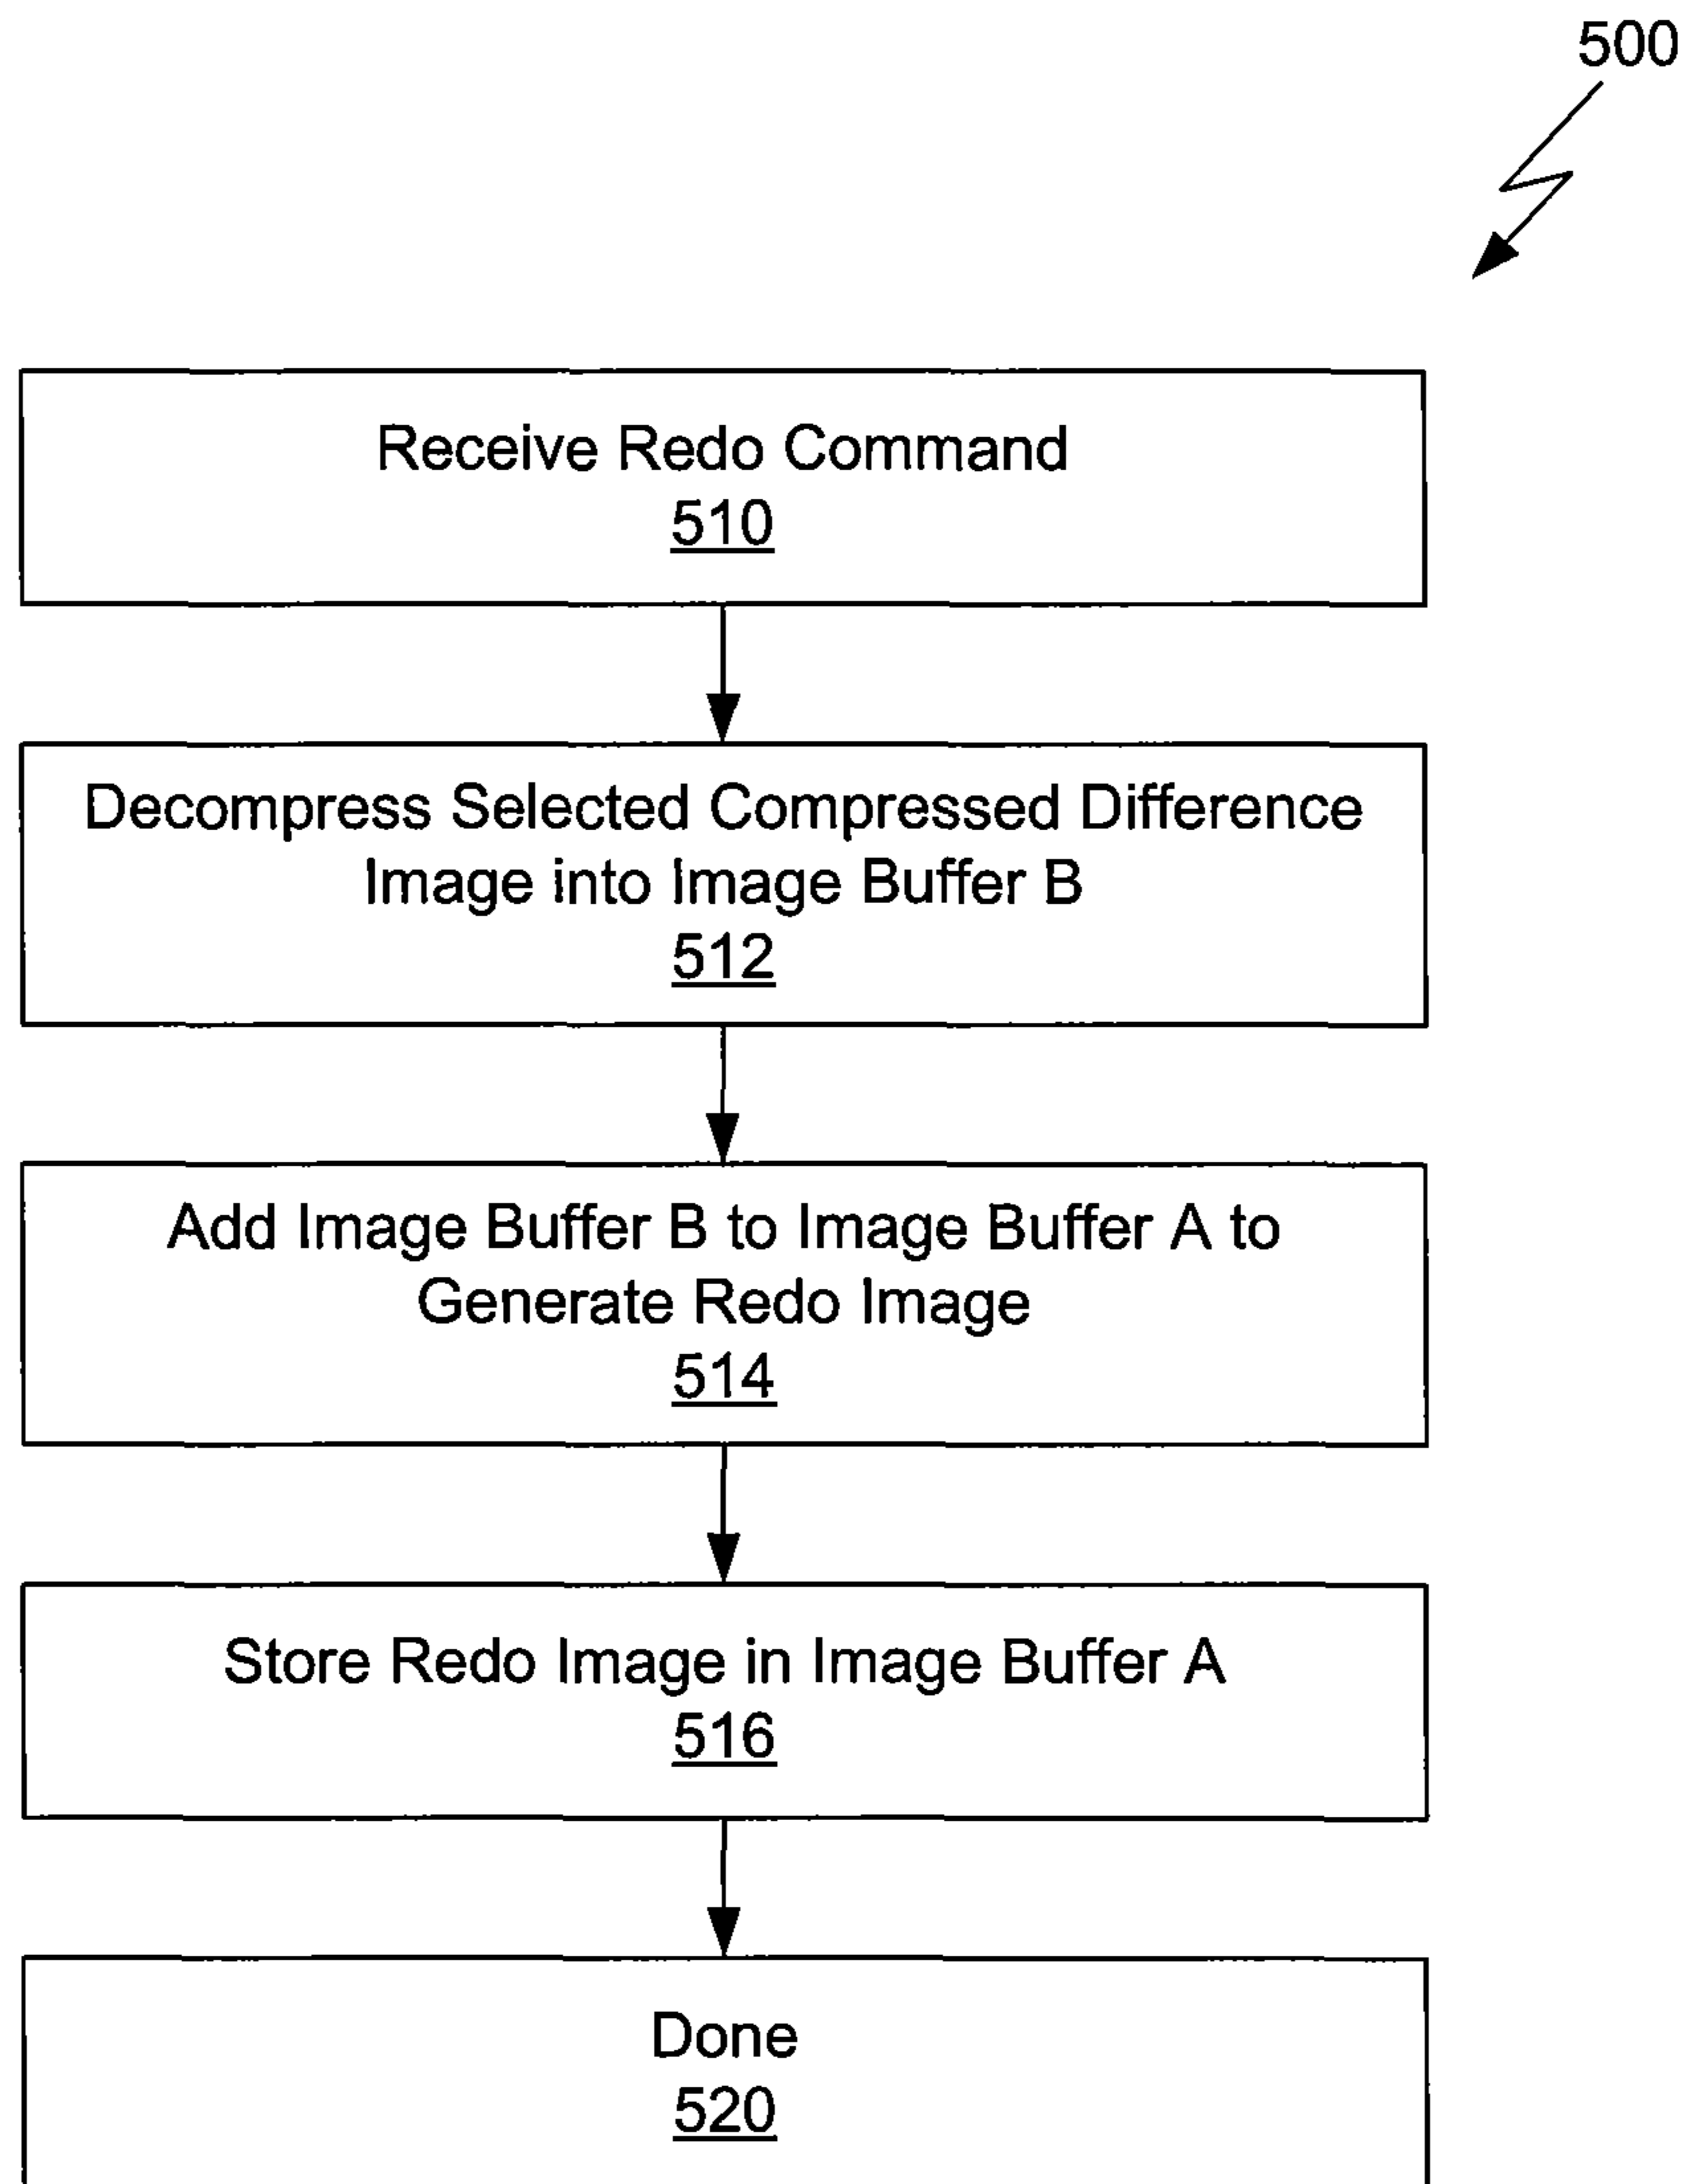 500
Receive Redo Command
510
Decompress Selected Compressed Difference
Image into Image Buffer B
512
Add Image Buffer B to Image Buffer A to
Generate Redo Image
514
Store Redo Image in Image Buffer A
516
Done
520